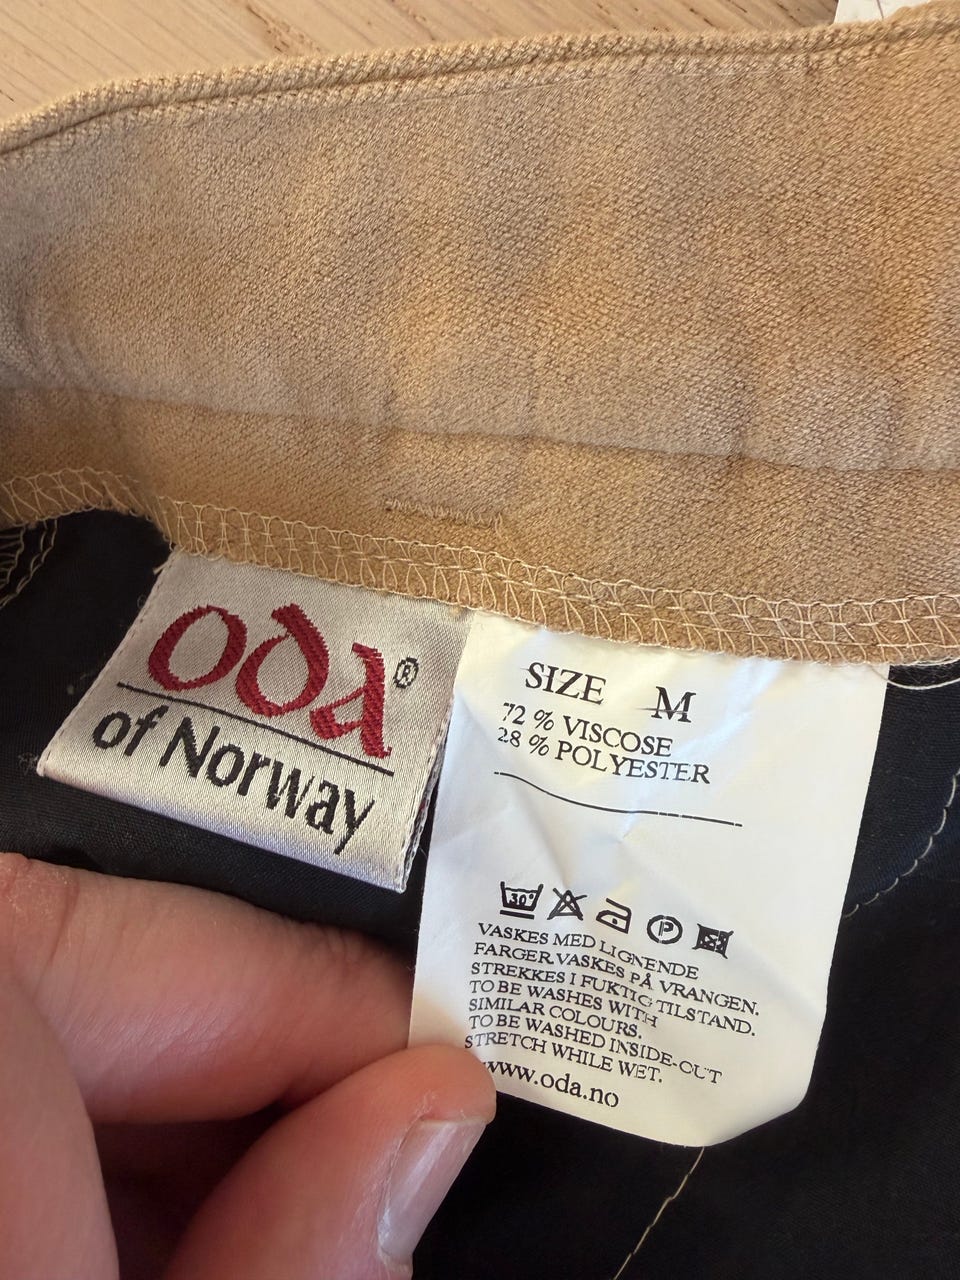 oda®
of Norway
SIZE M
72 % VISCOSE
28 % POLYESTER
30°
P
VASKES MED LIGNENDE
FARGER.VASKES PÅ VRANGEN.
STREKKES I FUKTIG TILSTAND.
TO BE WASHES WITH
SIMILAR COLOURS.
TO BE WASHED INSIDE-OUT
STRETCH WHILE WET.
www.oda.no